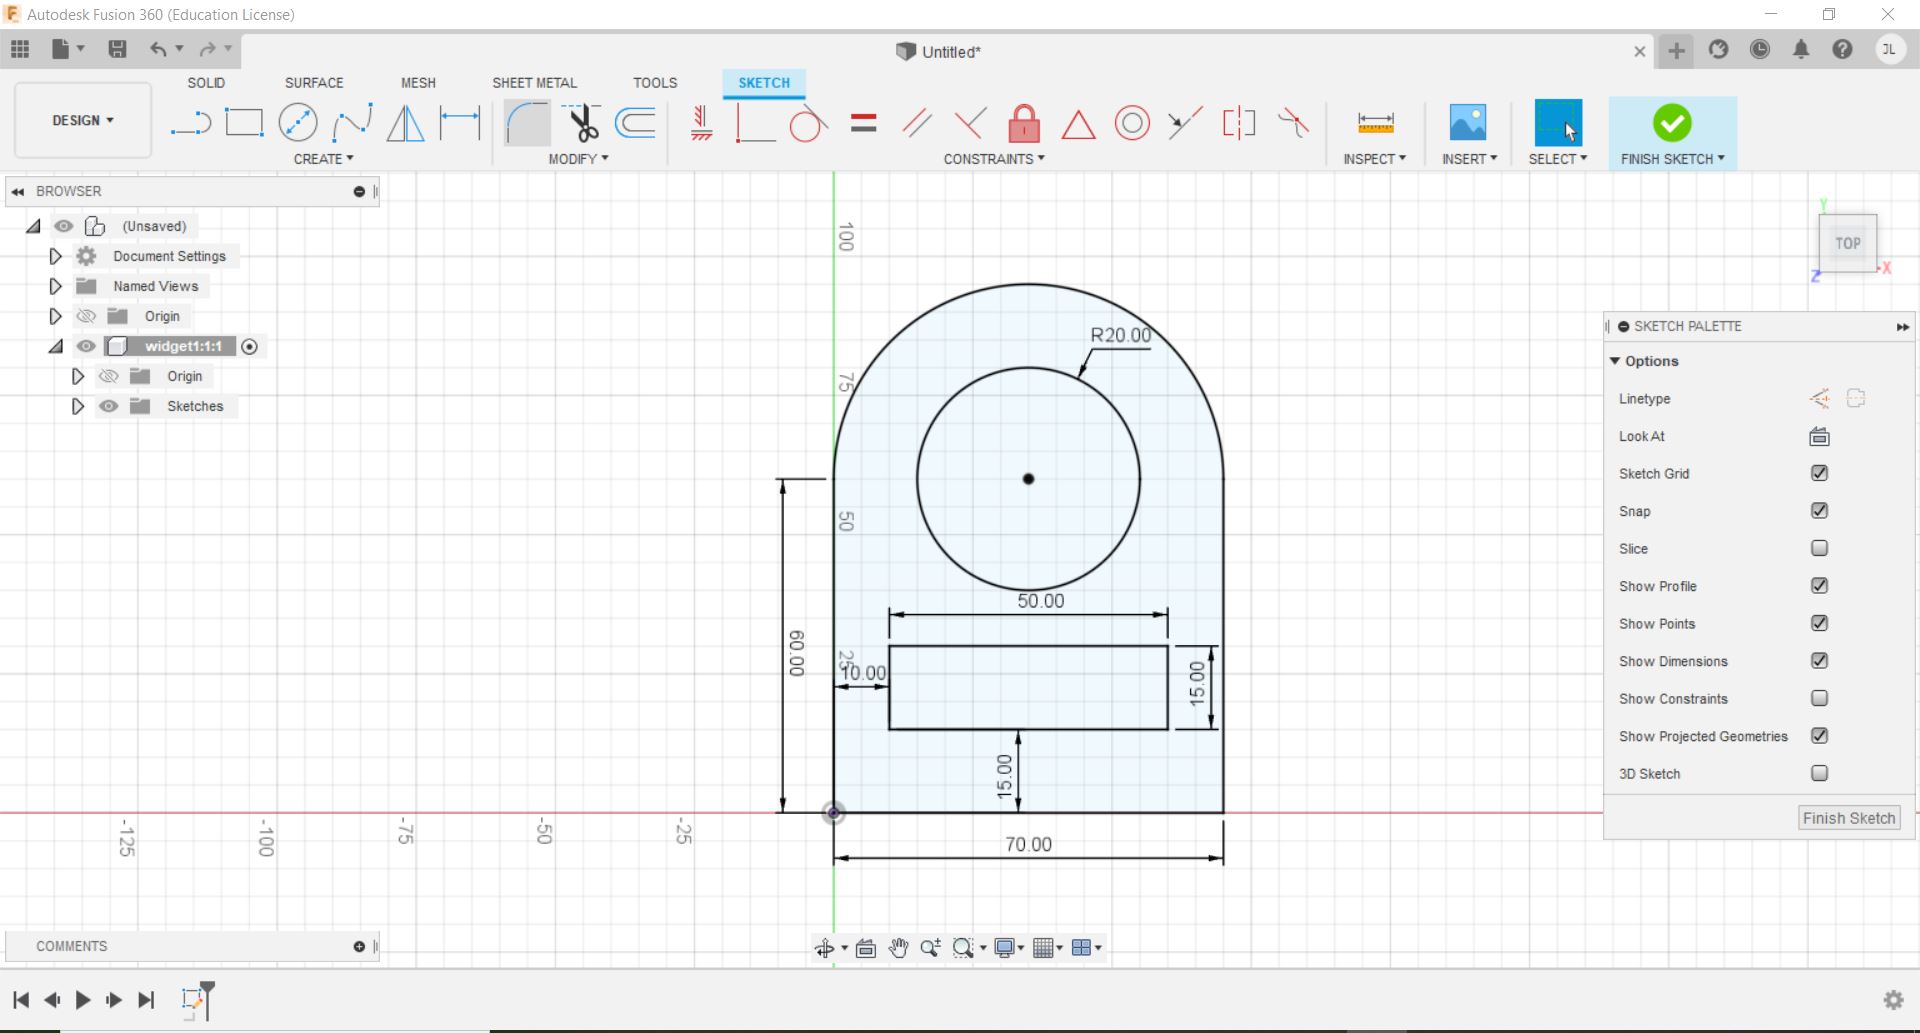 Autodesk Fusion 360 (Education License)
Untitled*
JL
SOLID SURFACE MESH SHEET METAL TOOLS SKETCH
DESIGN
CREATE MODIFY CONSTRAINTS INSPECT INSERT SELECT FINISH SKETCH
BROWSER
(Unsaved)
Document Settings
Named Views
Origin
widget1:1:1
Origin
Sketches
100
75
50
25
-125
-100
-75
-50
-25
R20.00
50.00
60.00
10.00
15.00
15.00
70.00
Y
TOP
Z
X
SKETCH PALETTE
Options
Linetype
Look At
Sketch Grid
Snap
Slice
Show Profile
Show Points
Show Dimensions
Show Constraints
Show Projected Geometries
3D Sketch
Finish Sketch
COMMENTS